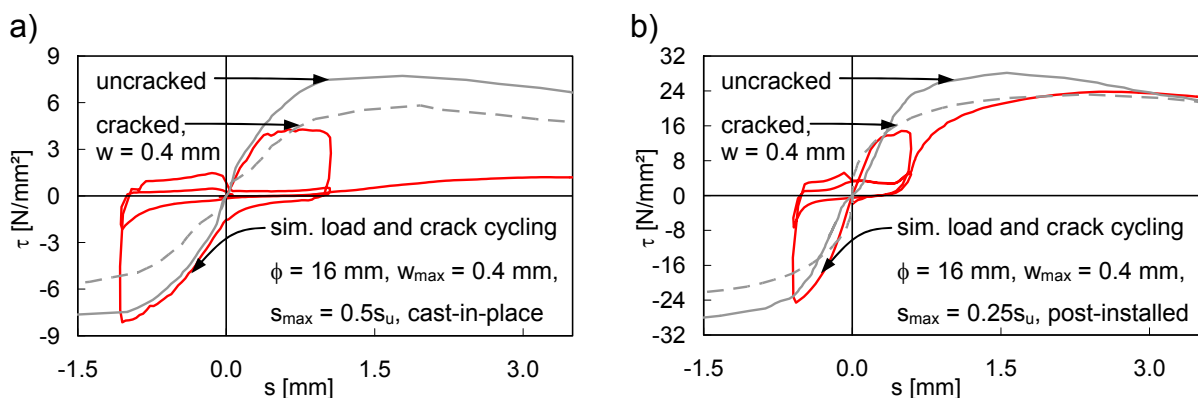 a)
9
6
3
0
-3
-6
-9
τ [N/mm²]
uncracked
cracked,
w = 0.4 mm
sim. load and crack cycling
ϕ = 16 mm, wmax = 0.4 mm,
smax = 0.5su, cast-in-place
-1.5 0.0 1.5 3.0
s [mm]
b)
32
24
16
8
0
-8
-16
-24
-32
τ [N/mm²]
uncracked
cracked,
w = 0.4 mm
sim. load and crack cycling
ϕ = 16 mm, wmax = 0.4 mm,
smax = 0.25su, post-installed
-1.5 0.0 1.5 3.0
s [mm]